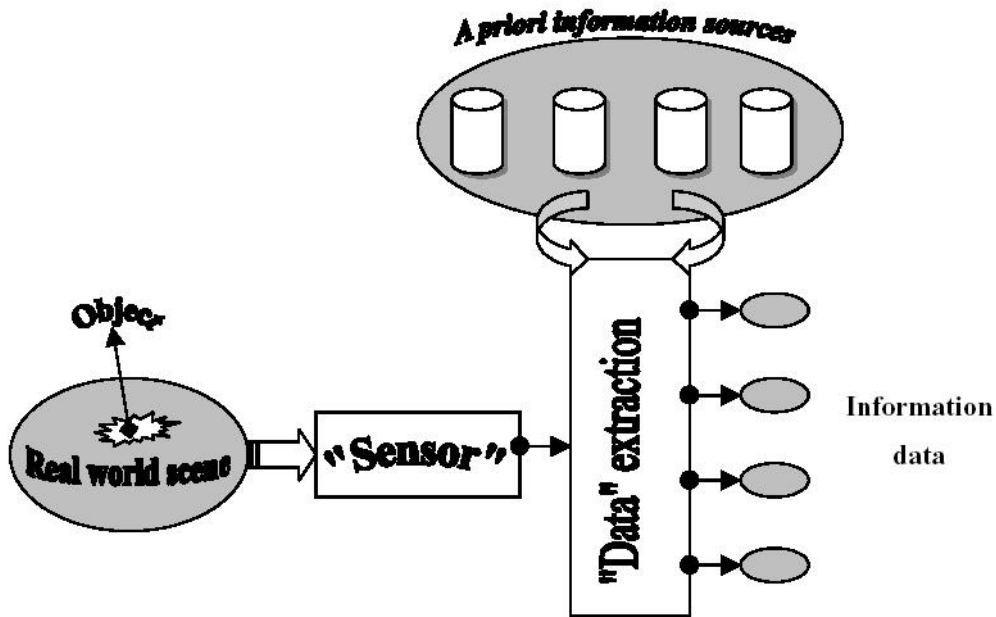 A priori information sources
Object
Real world scene
"Sensor"
"Data" extraction
Information
data